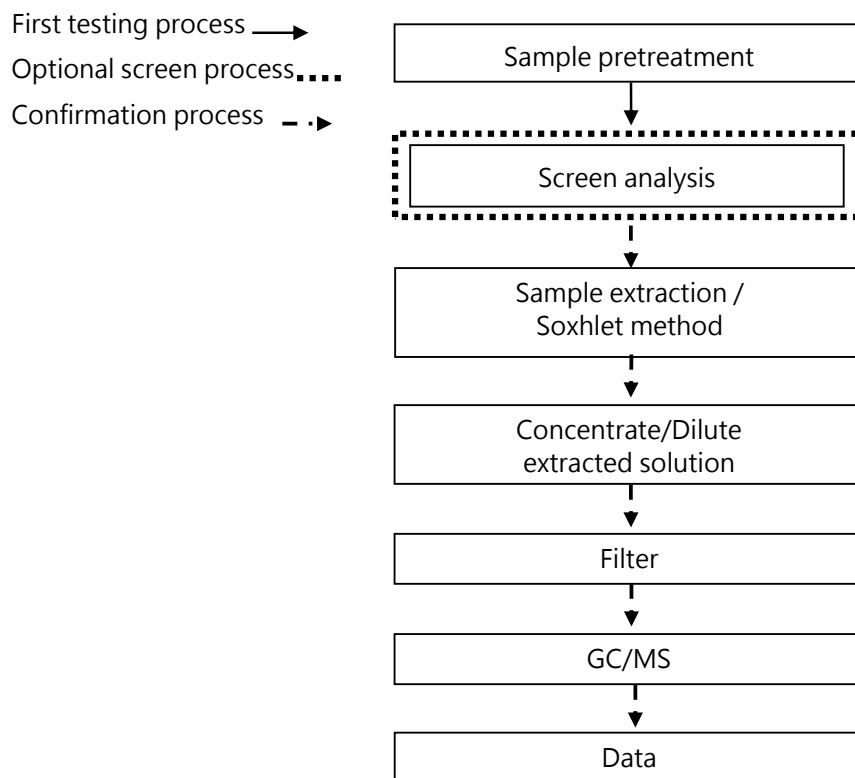 First testing process
Optional screen process
Confirmation process
Sample pretreatment
Screen analysis
Sample extraction /
Soxhlet method
Concentrate/Dilute
extracted solution
Filter
GC/MS
Data